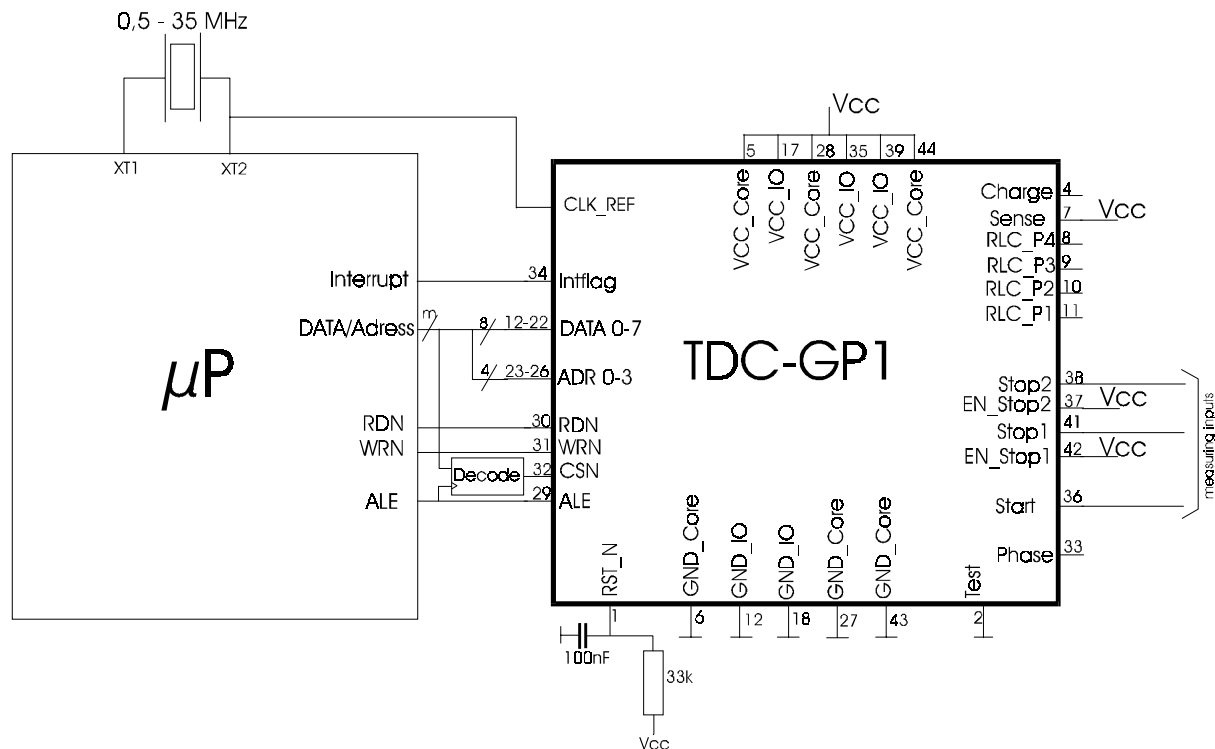 0,5 - 35 MHz
XT1
XT2
μP
Interrupt
DATA/Adress
m
RDN
WRN
ALE
Decode
34
8
12-22
4
23-26
30
31
32
29
TDC-GP1
CLK_REF
Intflag
DATA 0-7
ADR 0-3
RDN
WRN
CSN
ALE
Vcc
5
17
28
35
39
44
VCC_Core
VCC_IO
VCC_Core
VCC_IO
VCC_IO
VCC_Core
Charge
4
Sense
7
Vcc
RLC_P4
8
RLC_P3
9
RLC_P2
10
RLC_P1
11
Stop2
38
EN_Stop2
37
Vcc
Stop1
41
EN_Stop1
42
Vcc
Start
36
Phase
33
measuring inputs
RST_N
GND_Core
GND_IO
GND_IO
GND_Core
GND_Core
Test
1
6
12
18
27
43
2
100nF
33k
Vcc